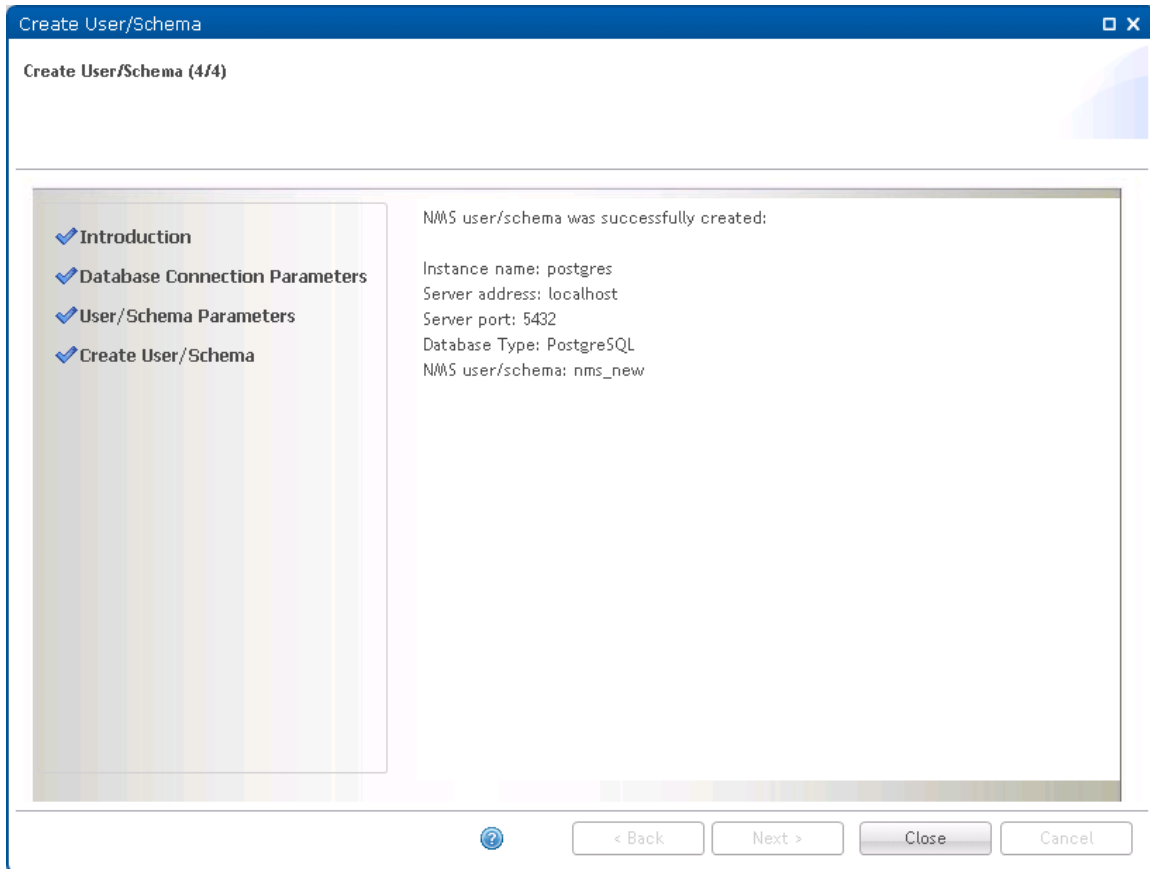 Create User/Schema
Create User/Schema (4/4)
Introduction
Database Connection Parameters
User/Schema Parameters
Create User/Schema
NMS user/schema was successfully created:
Instance name: postgres
Server address: localhost
Server port: 5432
Database Type: PostgreSQL
NMS user/schema: nms_new
< Back
Next >
Close
Cancel